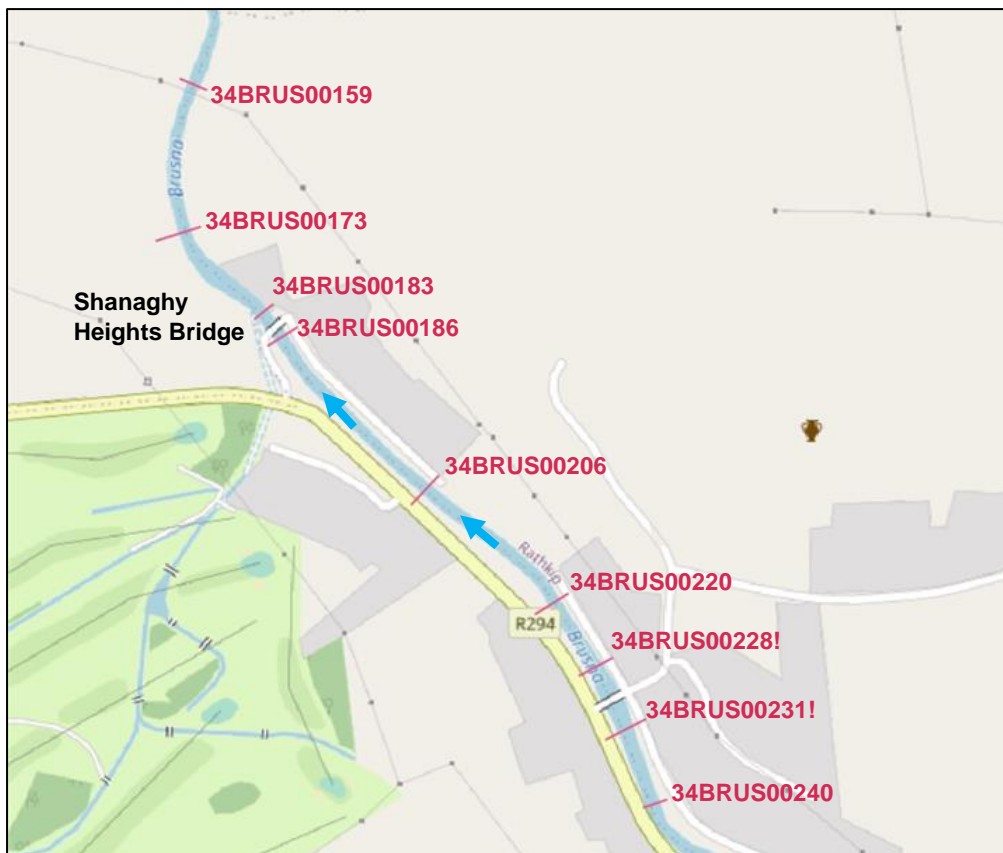 34BRUS00159
Brusna
34BRUS00173
34BRUS00183
Shanaghy
Heights Bridge
34BRUS00186
34BRUS00206
Rathkip
34BRUS00220
R294
Brusna
34BRUS00228!
34BRUS00231!
34BRUS00240